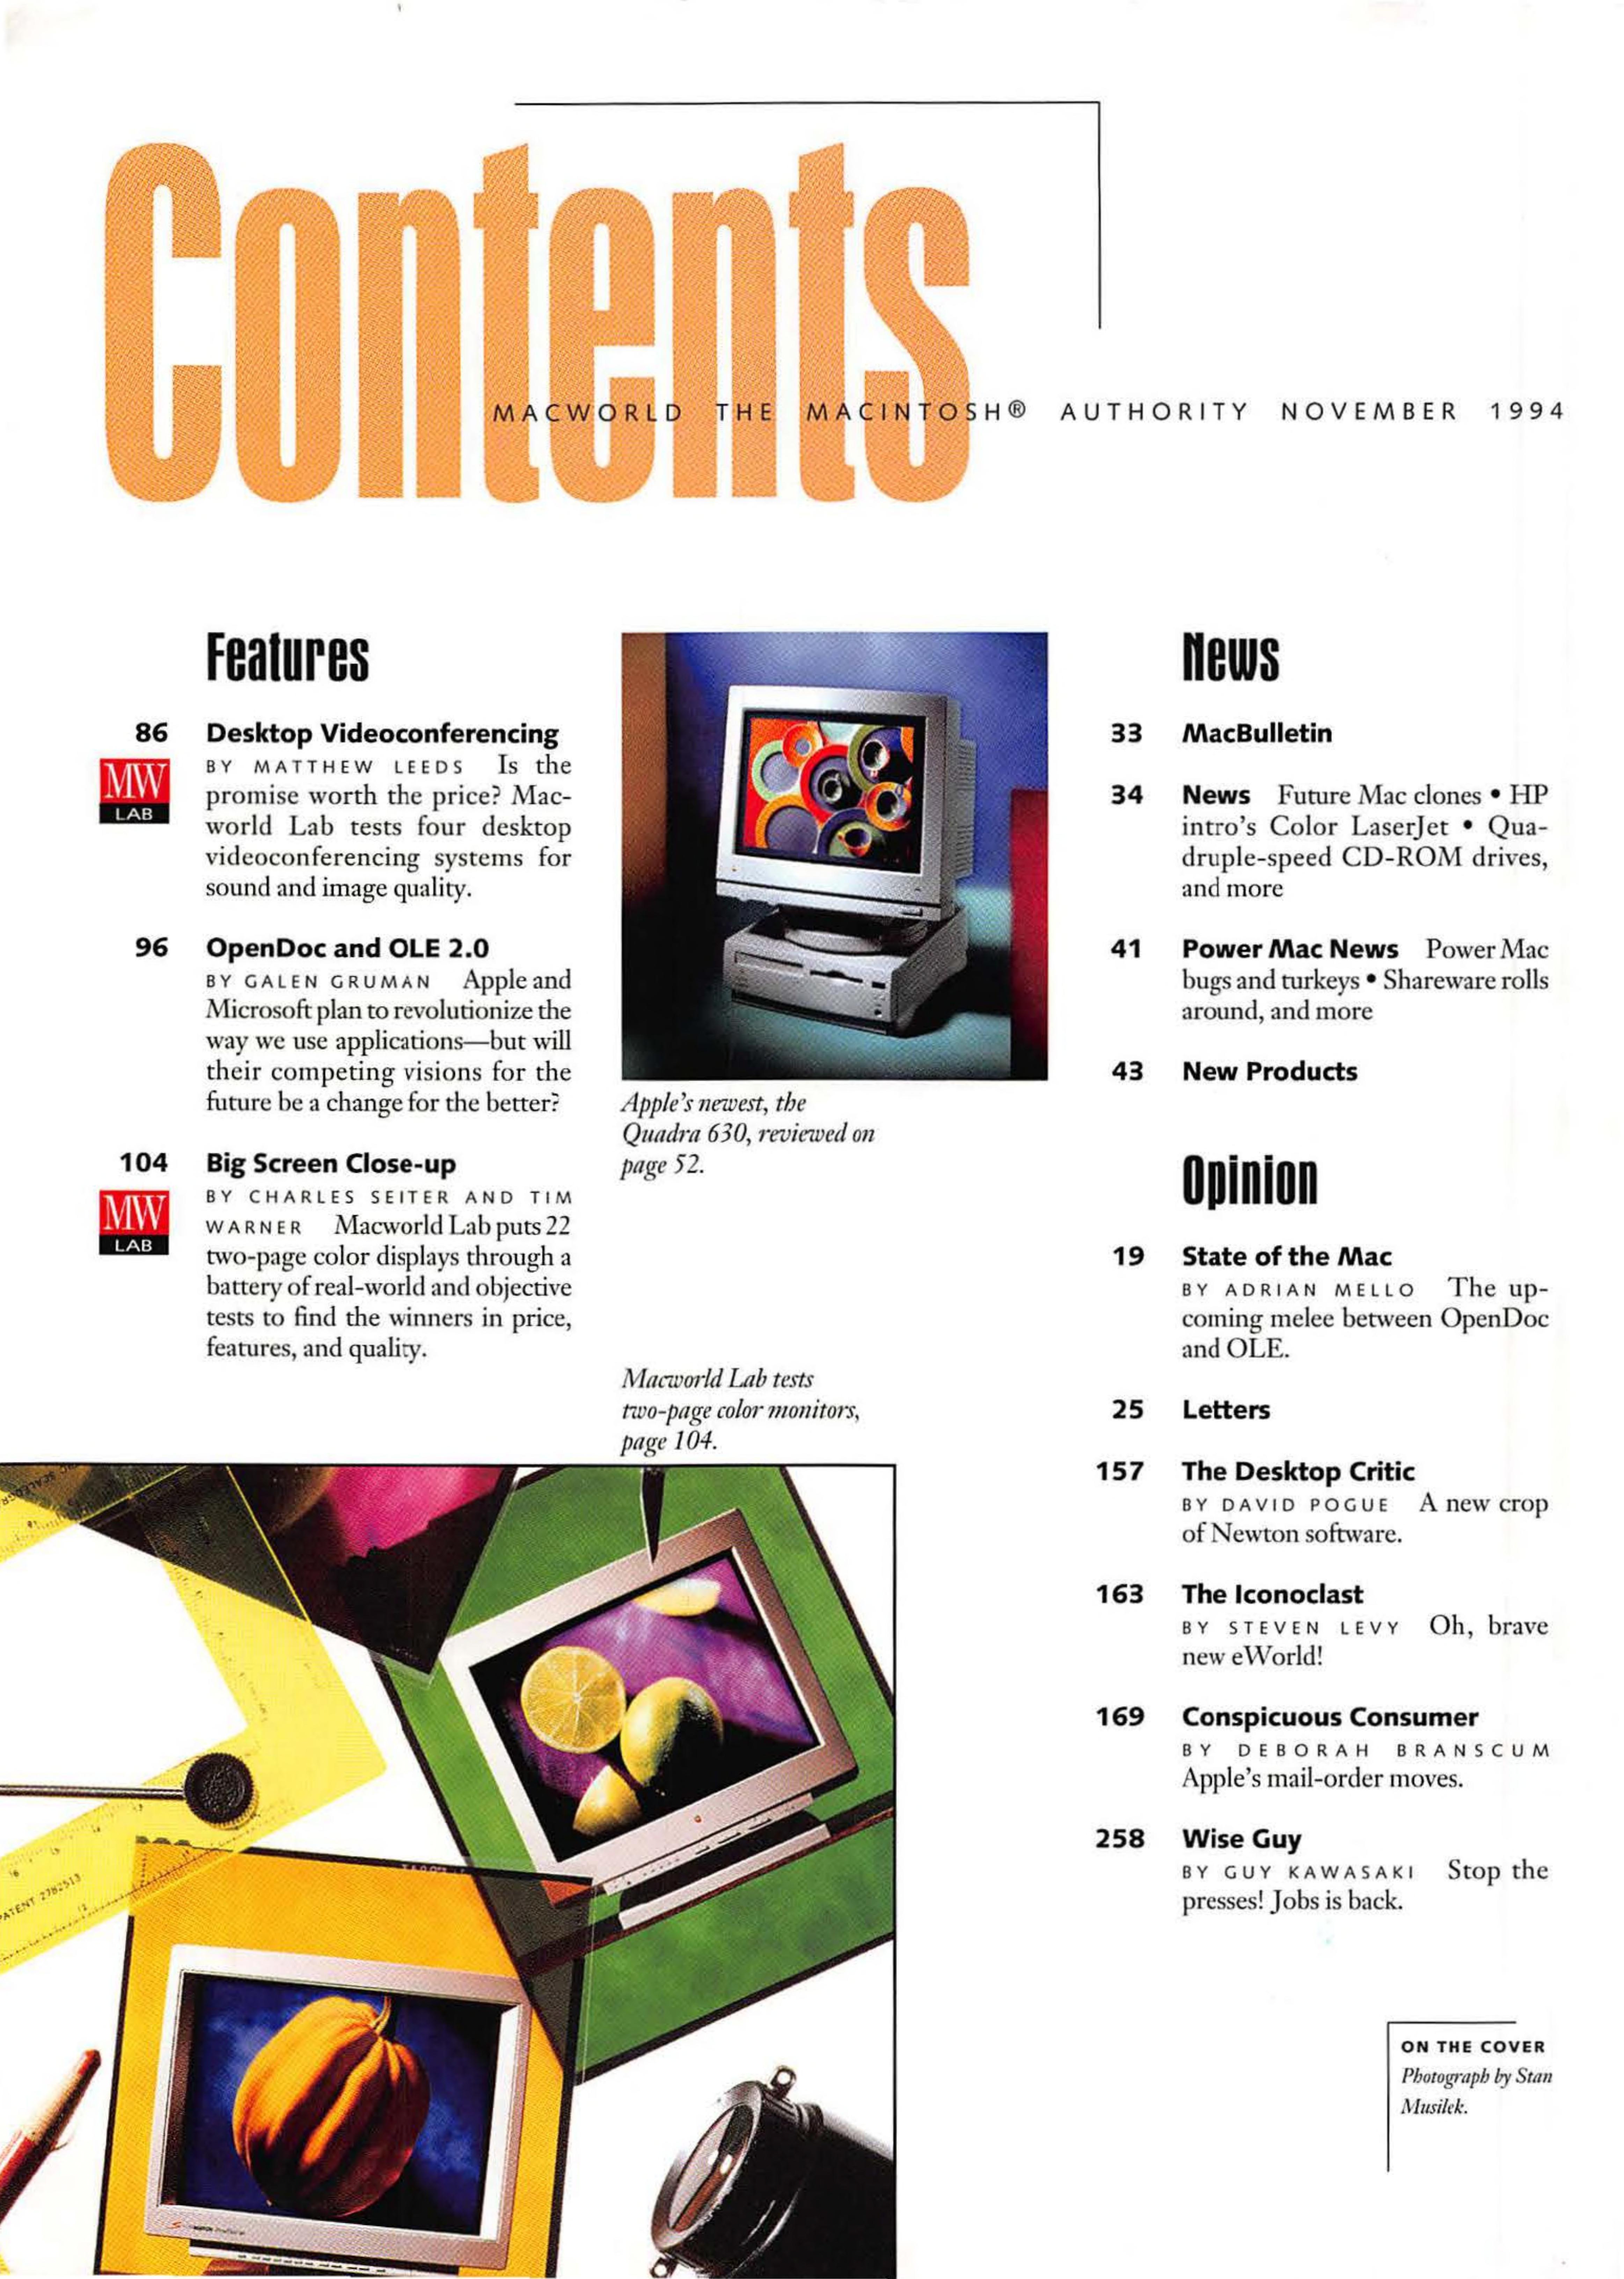 Contents
MACWORLD THE MACINTOSH® AUTHORITY NOVEMBER 1994
Features
86 Desktop Videoconferencing
MW
LAB
BY MATTHEW LEEDS Is the
promise worth the price? Mac-
world Lab tests four desktop
videoconferencing systems for
sound and image quality.
96 OpenDoc and OLE 2.0
BY GALEN GRUMAN Apple and
Microsoft plan to revolutionize the
way we use applications—but will
their competing visions for the
future be a change for the better?
104 Big Screen Close-up
MW
LAB
BY CHARLES SEITER AND TIM
WARNER Macworld Lab puts 22
two-page color displays through a
battery of real-world and objective
tests to find the winners in price,
features, and quality.
Apple's newest, the
Quadra 630, reviewed on
page 52.
Macworld Lab tests
two-page color monitors,
page 104.
PATENT 2782513
News
33 MacBulletin
34 News Future Mac clones • HP
intro's Color LaserJet • Qua-
druple-speed CD-ROM drives,
and more
41 Power Mac News Power Mac
bugs and turkeys • Shareware rolls
around, and more
43 New Products
Opinion
19 State of the Mac
BY ADRIAN MELLO The up-
coming melee between OpenDoc
and OLE.
25 Letters
157 The Desktop Critic
BY DAVID POGUE A new crop
of Newton software.
163 The Iconoclast
BY STEVEN LEVY Oh, brave
new eWorld!
169 Conspicuous Consumer
BY DEBORAH BRANSCUM
Apple's mail-order moves.
258 Wise Guy
BY GUY KAWASAKI Stop the
presses! Jobs is back.
ON THE COVER
Photograph by Stan
Musilek.